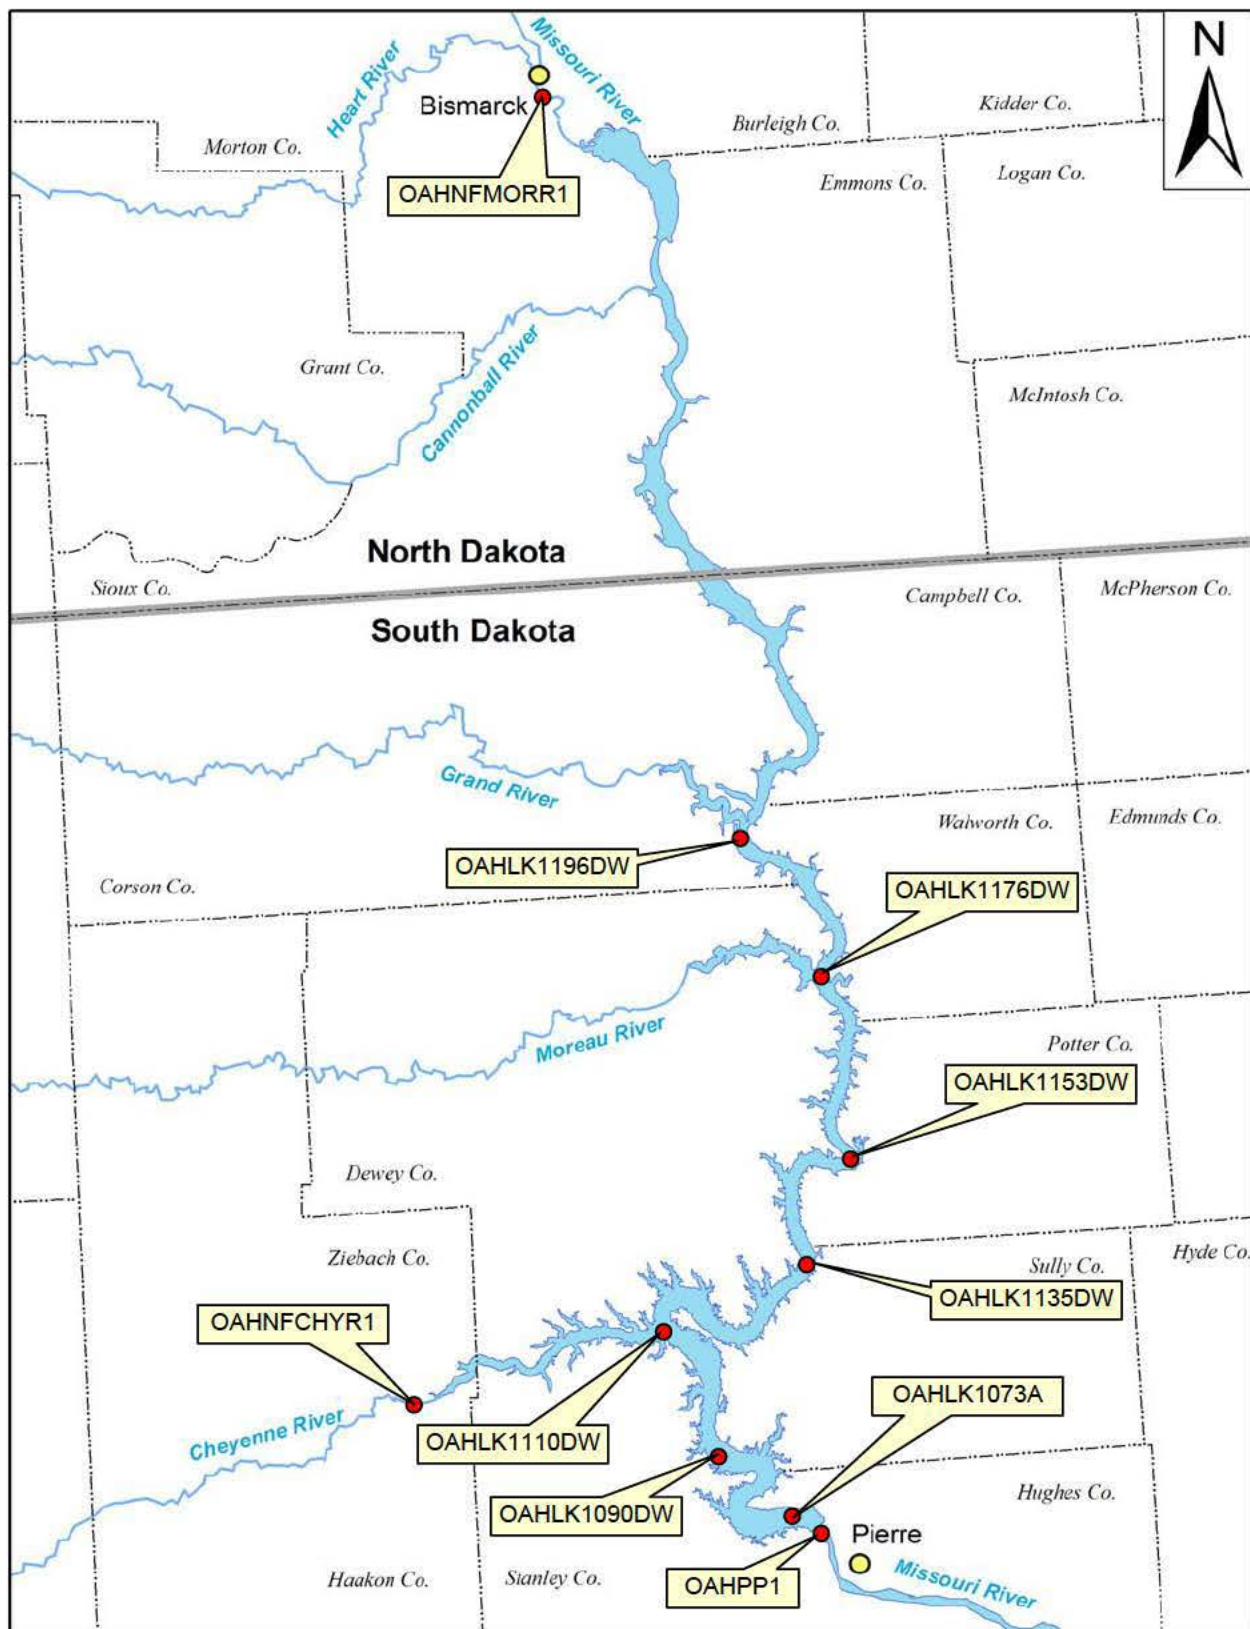 N
Missouri River
Heart River
Bismarck
Kidder Co.
Burleigh Co.
Morton Co.
Logan Co.
Emmons Co.
OAHNFMORR1
Grant Co.
Cannonball River
McIntosh Co.
North Dakota
Sioux Co.
Campbell Co.
McPherson Co.
South Dakota
Grand River
Walworth Co.
Edmunds Co.
OAHLK1196DW
Corson Co.
OAHLK1176DW
Moreau River
Potter Co.
OAHLK1153DW
Dewey Co.
Ziebach Co.
Hyde Co.
Sully Co.
OAHLK1135DW
OAHNFCHYR1
OAHLK1073A
Cheyenne River
OAHLK1110DW
Hughes Co.
OAHLK1090DW
Pierre
Haakon Co.
Stanley Co.
OAHPP1
Missouri River